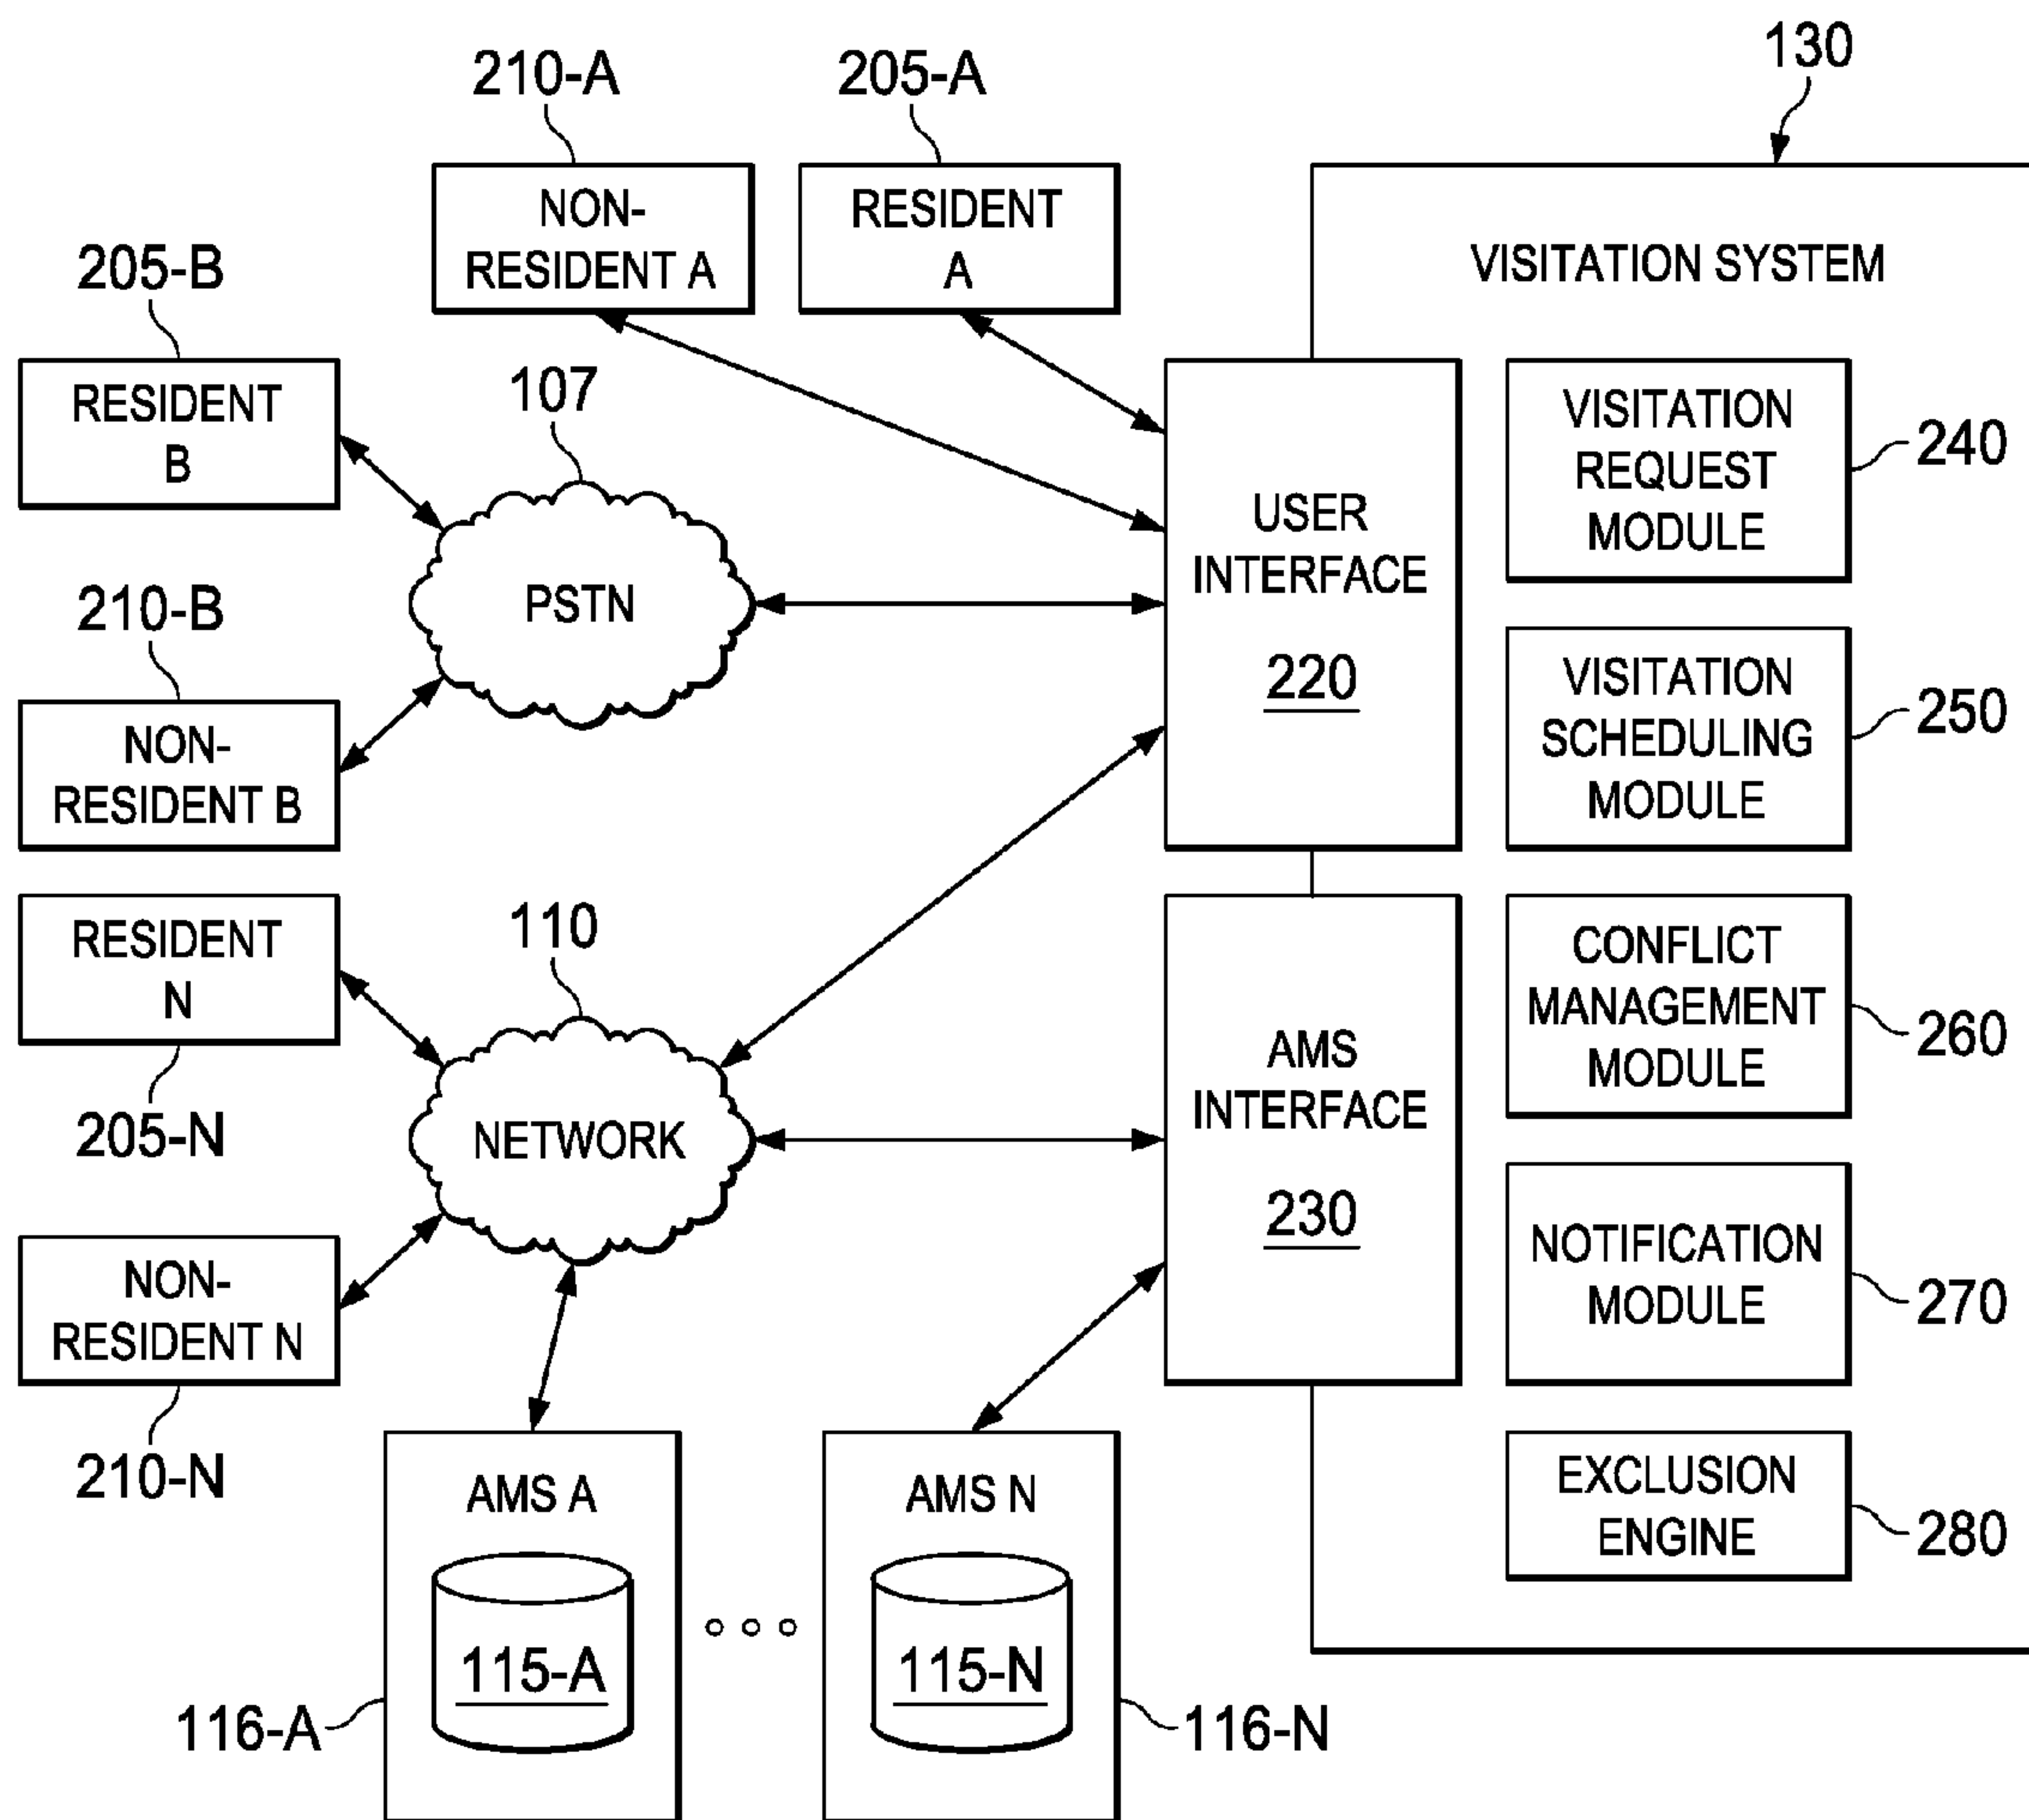 130
210-A
205-A
NON-
RESIDENT A
RESIDENT
A
VISITATION SYSTEM
205-B
RESIDENT
B
107
PSTN
210-B
NON-
RESIDENT B
USER
INTERFACE
220
VISITATION
REQUEST
MODULE
240
VISITATION
SCHEDULING
MODULE
250
RESIDENT
N
205-N
110
NETWORK
NON-
RESIDENT N
210-N
AMS
INTERFACE
230
CONFLICT
MANAGEMENT
MODULE
260
NOTIFICATION
MODULE
270
EXCLUSION
ENGINE
280
AMS A
115-A
116-A
AMS N
115-N
116-N